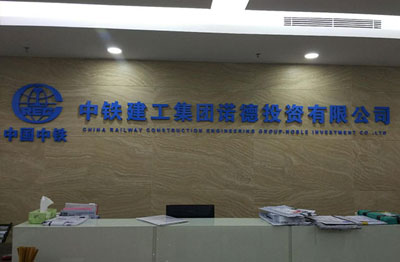 中铁建工集团诺德投资有限公司
CHINA RAILWAY CONSTRUCTION ENGINEERING GROUP NOBLE INVESTMENT CO.,LTD
中国中铁